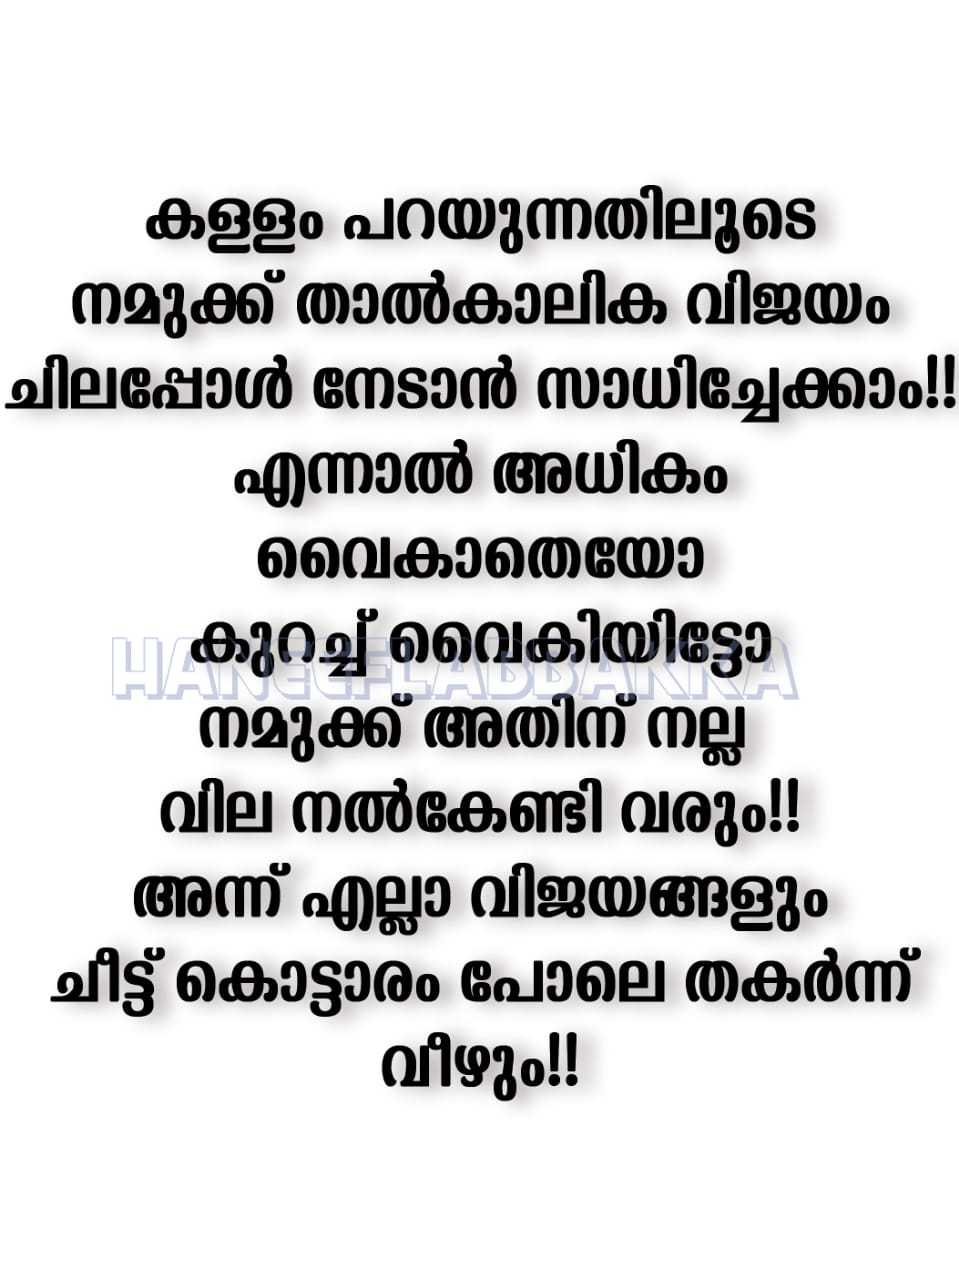 കള്ളം പറയുന്നതിലൂടെ
നമുക്ക് താൽകാലിക വിജയം
ചിലപ്പോൾ നേടാൻ സാധിച്ചേക്കാം!!
എന്നാൽ അധികം
വൈകാതെയോ
കുറച്ച് വൈകിയിട്ടോ
HANEEFLABBAKKA
നമുക്ക് അതിന് നല്ല
വില നൽകേണ്ടി വരും!!
അന്ന് എല്ലാ വിജയങ്ങളും
ചീട്ട് കൊട്ടാരം പോലെ തകർന്ന്
വീഴും!!